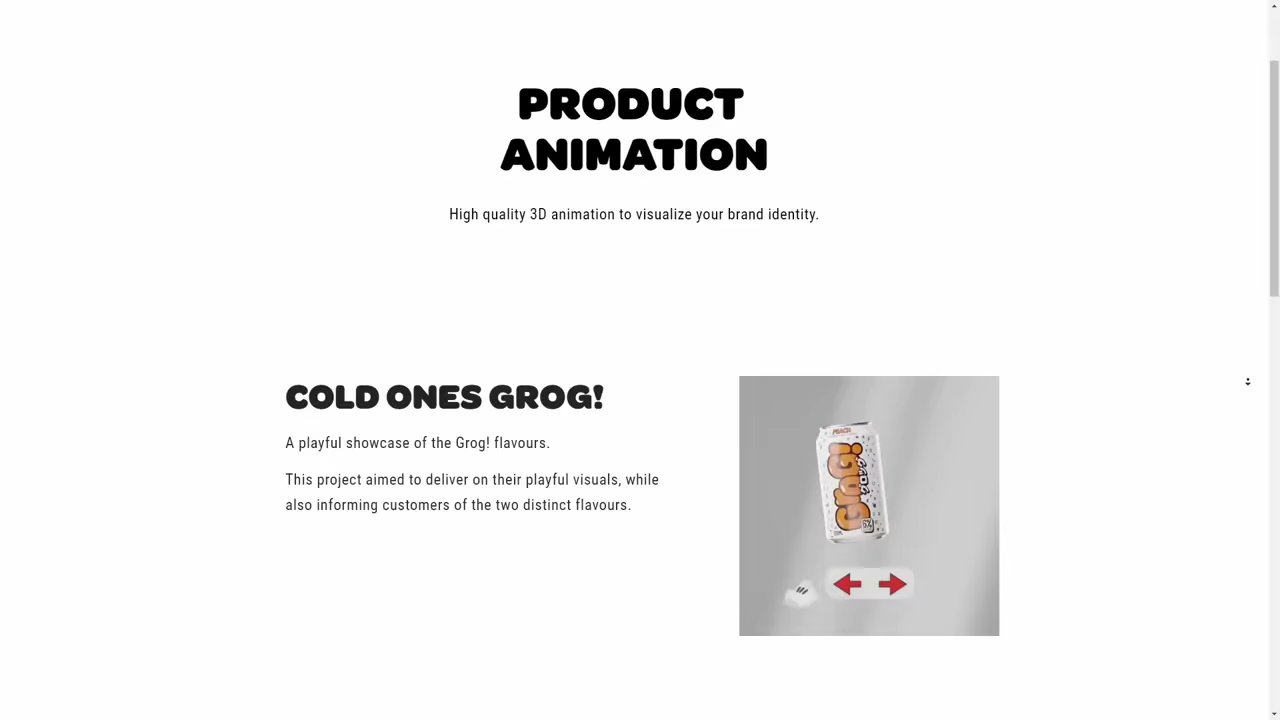 PRODUCT
ANIMATION
High quality 3D animation to visualize your brand identity.
COLD ONES GROG!
A playful showcase of the Grog! flavours.
This project aimed to deliver on their playful visuals, while
also informing customers of the two distinct flavours.
Grog!
6%